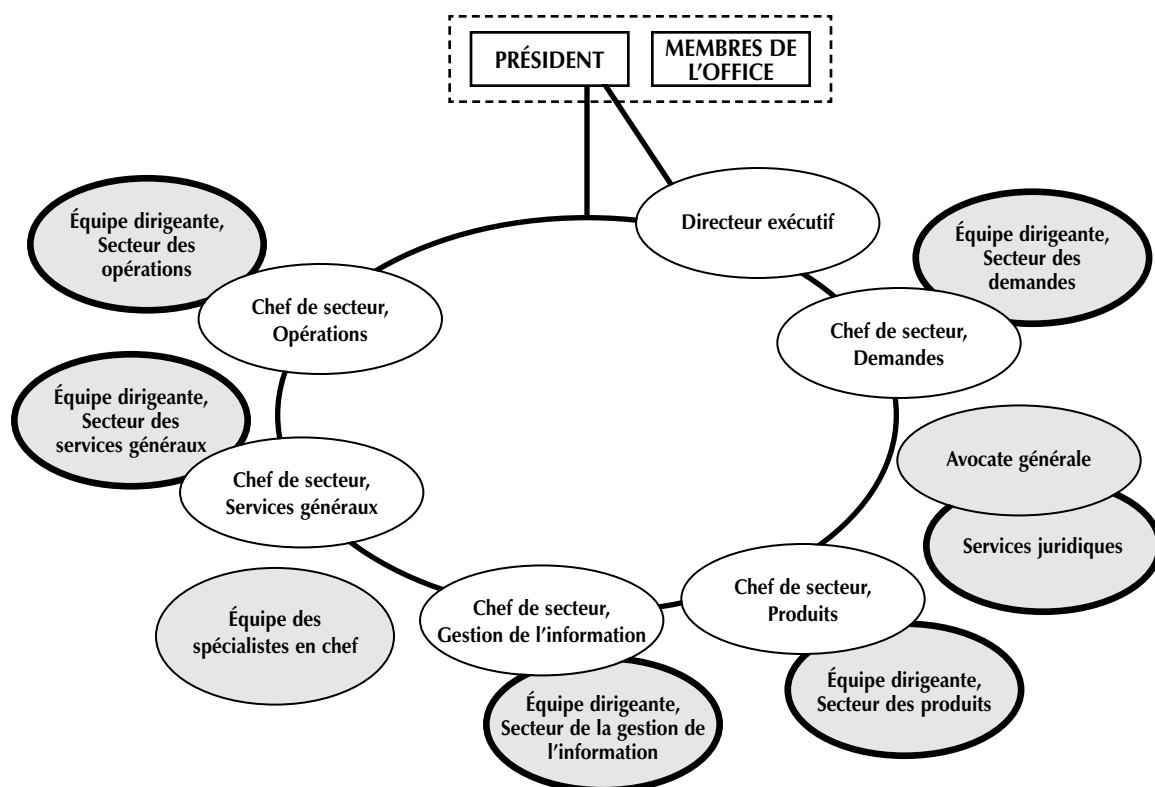 PRÉSIDENT
MEMBRES DE
L’OFFICE
Directeur exécutif
Équipe dirigeante,
Secteur des
opérations
Équipe dirigeante,
Secteur des
demandes
Chef de secteur,
Opérations
Chef de secteur,
Demandes
Équipe dirigeante,
Secteur des
services généraux
Avocate générale
Chef de secteur,
Services généraux
Services juridiques
Chef de secteur,
Produits
Chef de secteur,
Gestion de l’information
Équipe des
spécialistes en chef
Équipe dirigeante,
Secteur des produits
Équipe dirigeante,
Secteur de la gestion de
l’information